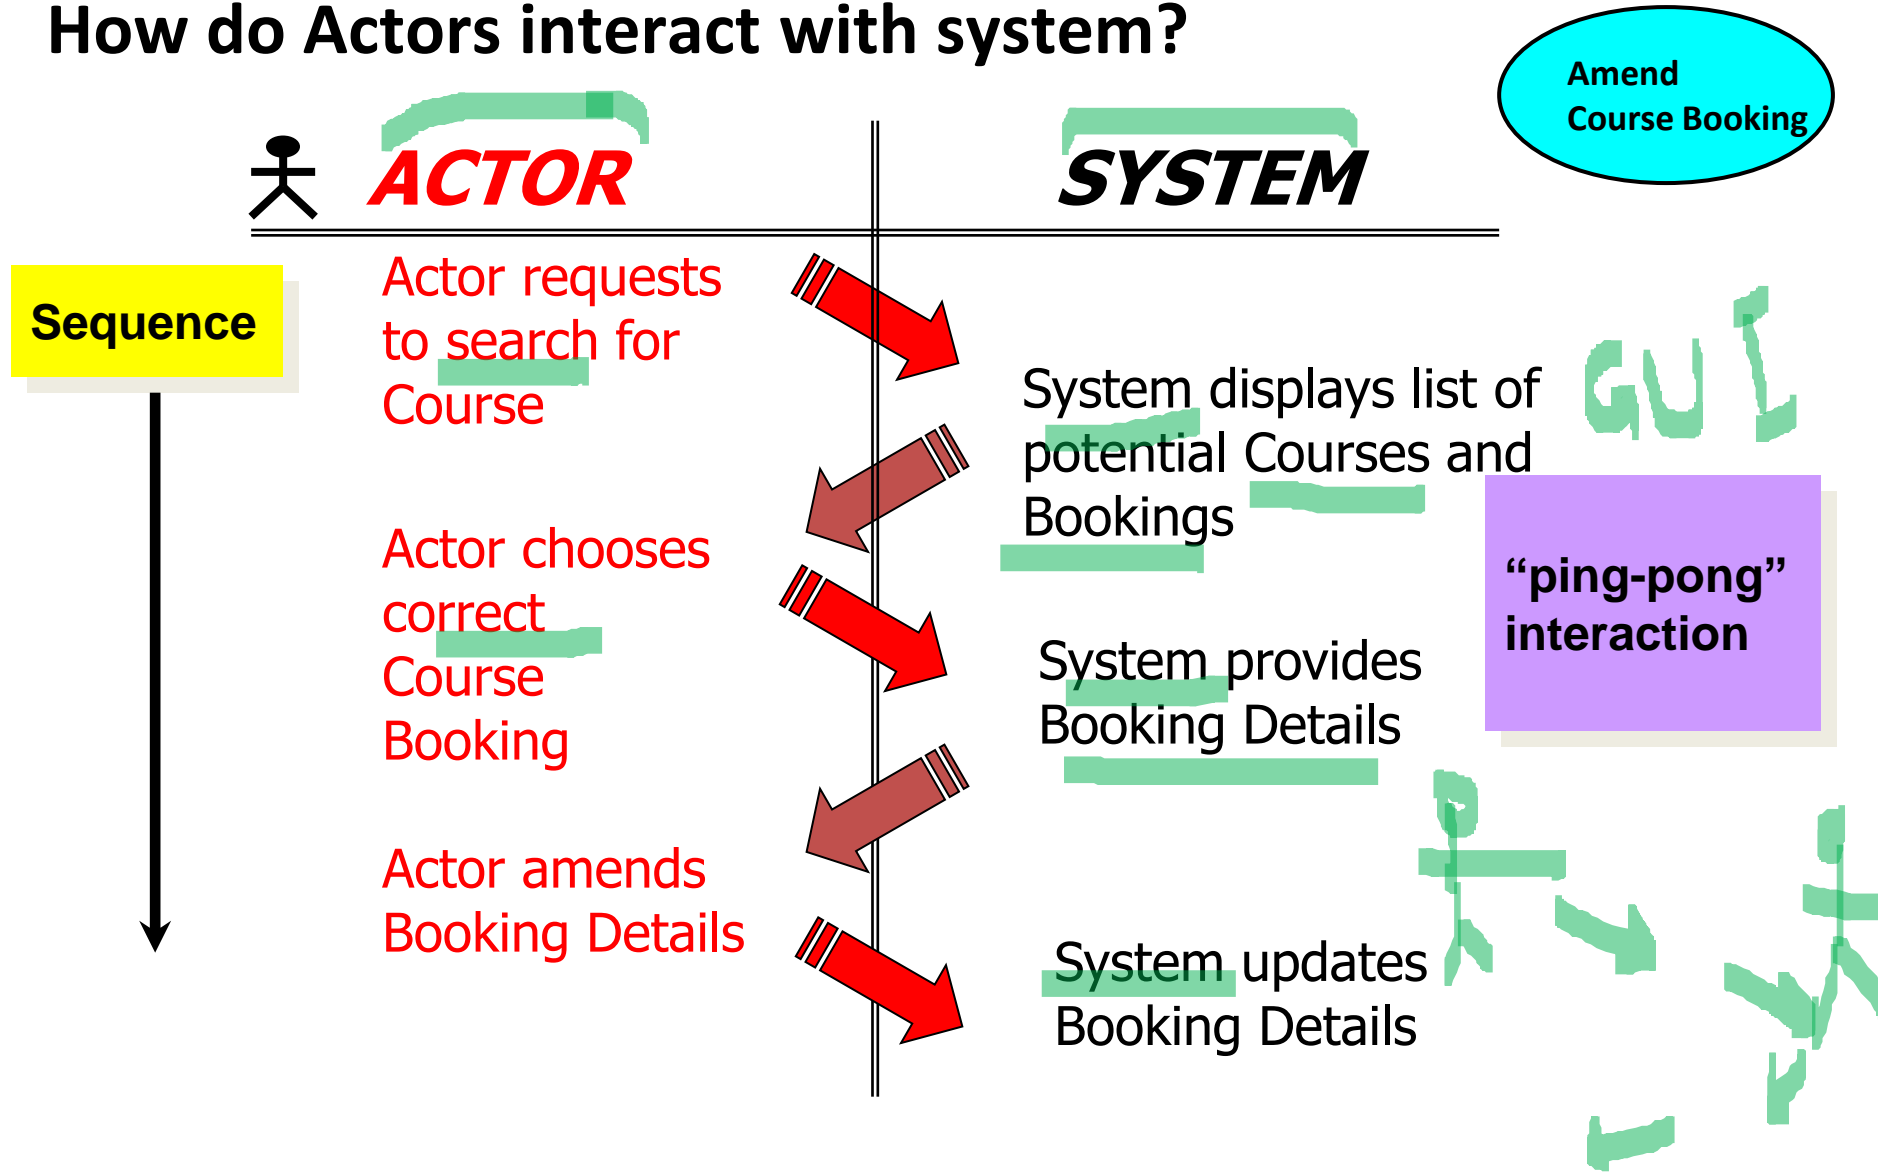 How do Actors interact with system?
Amend
Course Booking
ACTOR
SYSTEM
Sequence
Actor requests
to search for
Course
System displays list of
potential Courses and
Bookings
GUI
Actor chooses
correct
Course
Booking
"ping-pong"
interaction
System provides
Booking Details
Actor amends
Booking Details
System updates
Booking Details